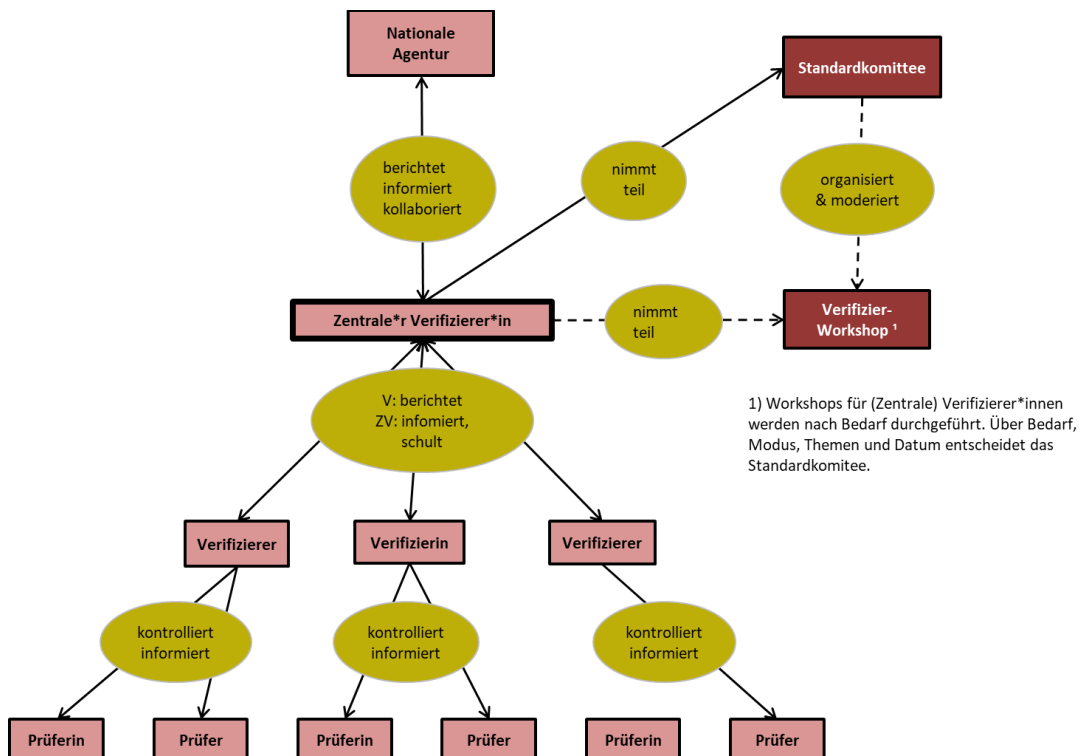 Nationale
Agentur
Standardkomittee
berichtet
informiert
kollaboriert
nimmt
teil
organisiert
& moderiert
Zentrale*r Verifizierer*in
nimmt
teil
Verifizier-
Workshop ¹
V: berichtet
ZV: infomiert,
schult
1) Workshops für (Zentrale) Verifizierer*innen
werden nach Bedarf durchgeführt. Über Bedarf,
Modus, Themen und Datum entscheidet das
Standardkomitee.
Verifizierer
Verifizierin
Verifizierer
kontrolliert
informiert
kontrolliert
informiert
kontrolliert
informiert
Prüferin
Prüfer
Prüferin
Prüfer
Prüferin
Prüfer